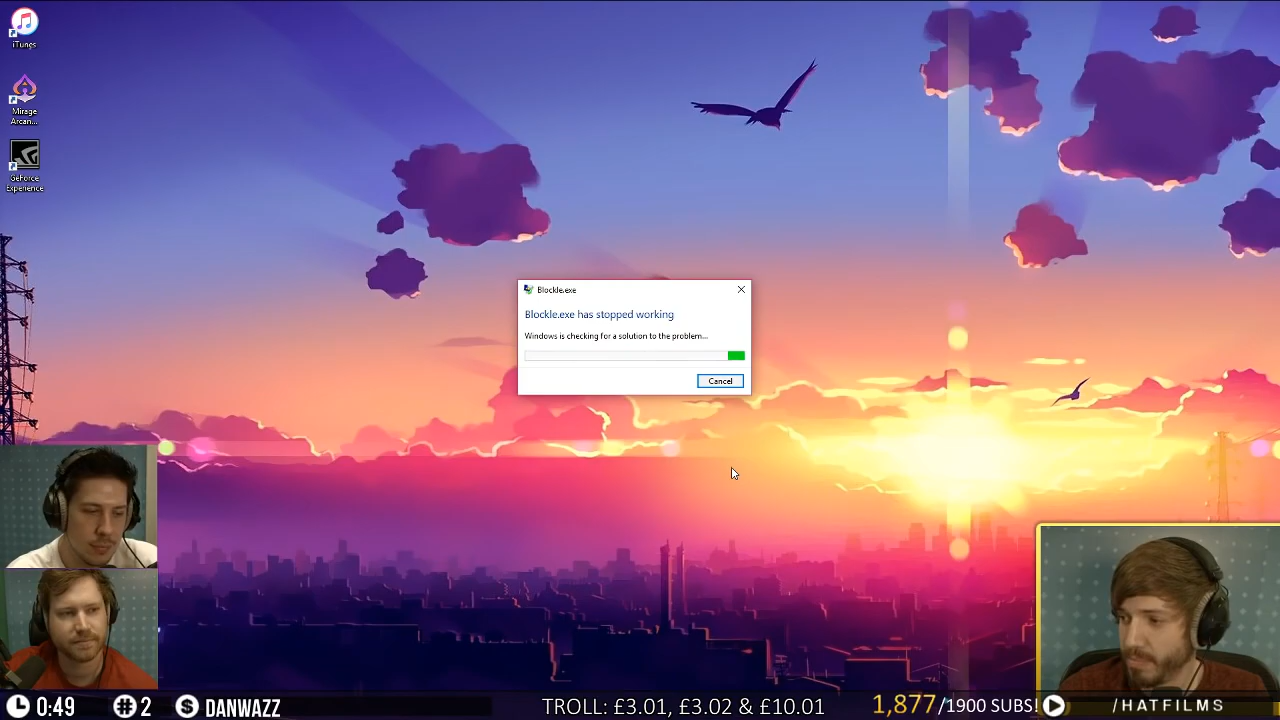 iTunes
Mirage
Arcan...
GeForce
Experience
Blockle.exe
Blockle.exe has stopped working
Windows is checking for a solution to the problem...
Cancel
0:49
#2
$ DANWAZZ
TROLL: £3.01, £3.02 & £10.01
1,877/1900 SUBS!
/HATFILMS